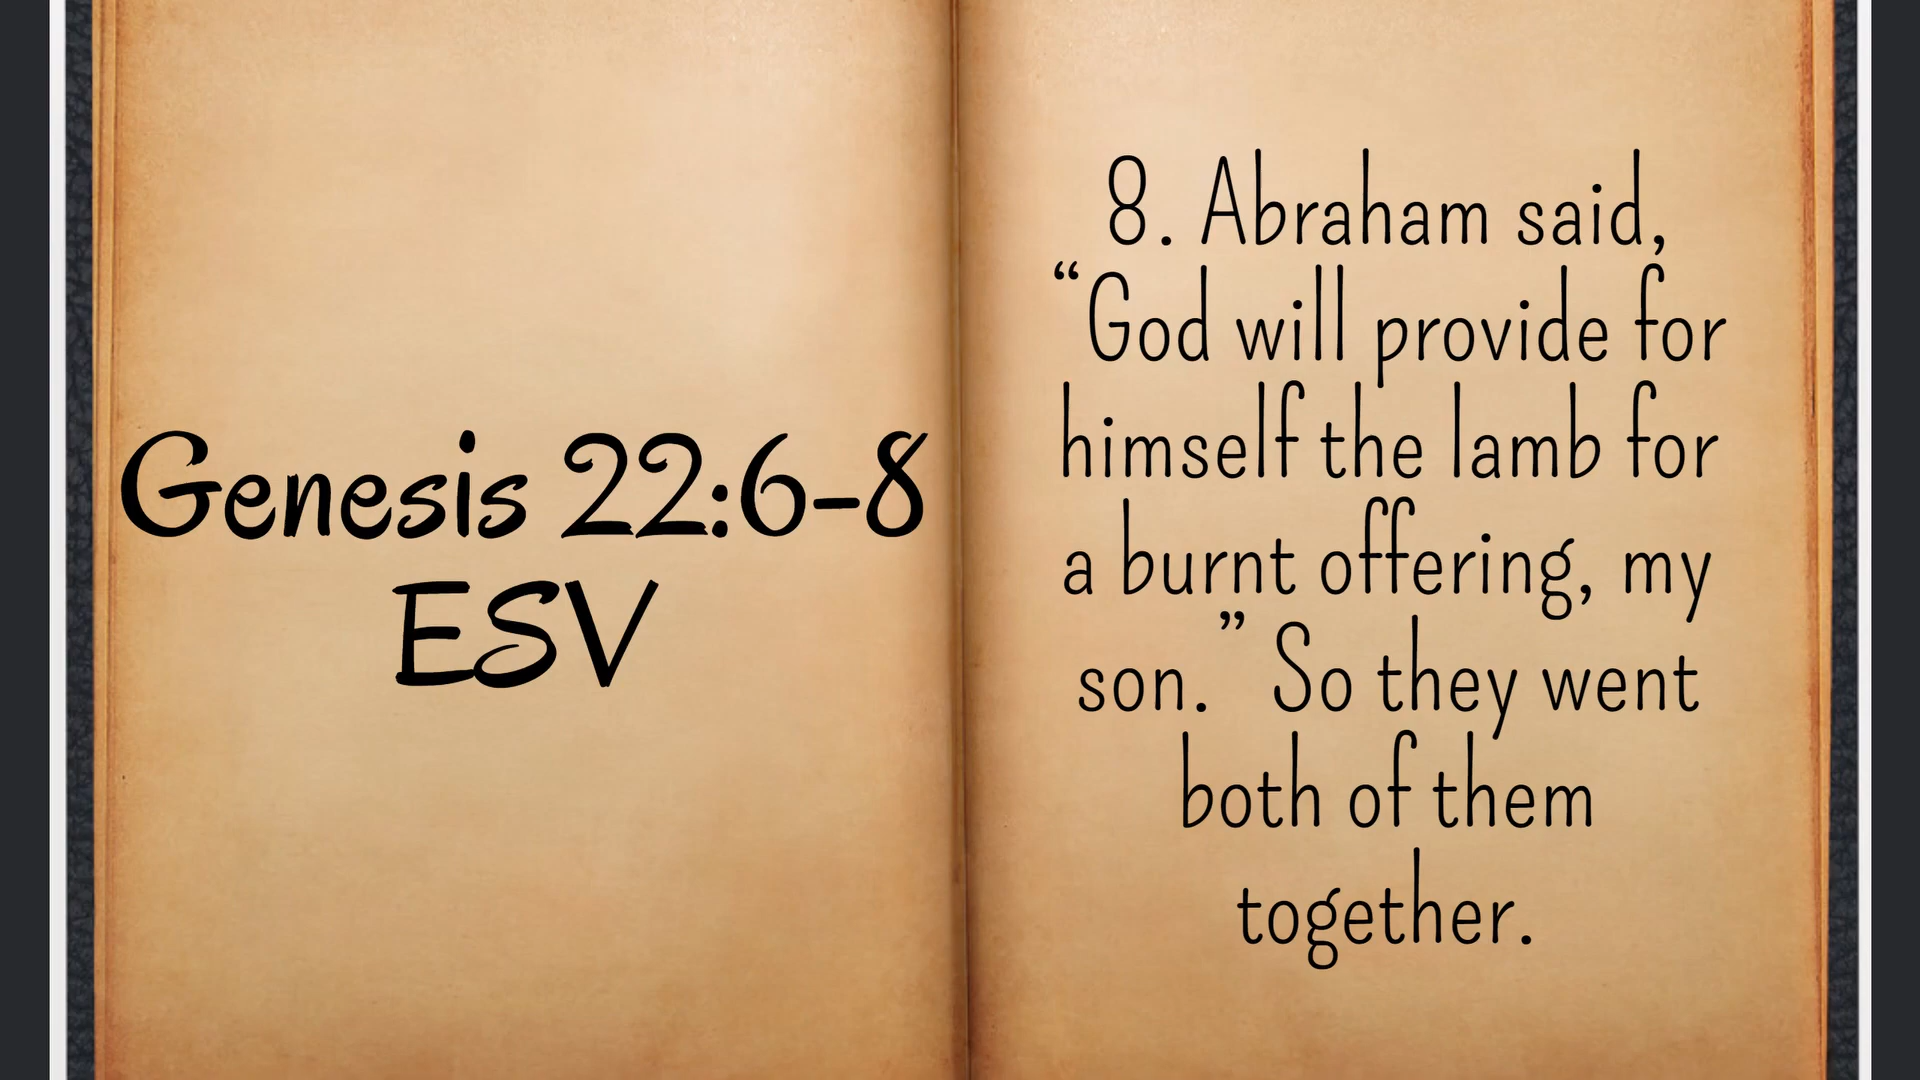 Genesis 22:6-8
ESV
8. Abraham said,
“God will provide for
himself the lamb for
a burnt offering, my
son.” So they went
both of them
together.